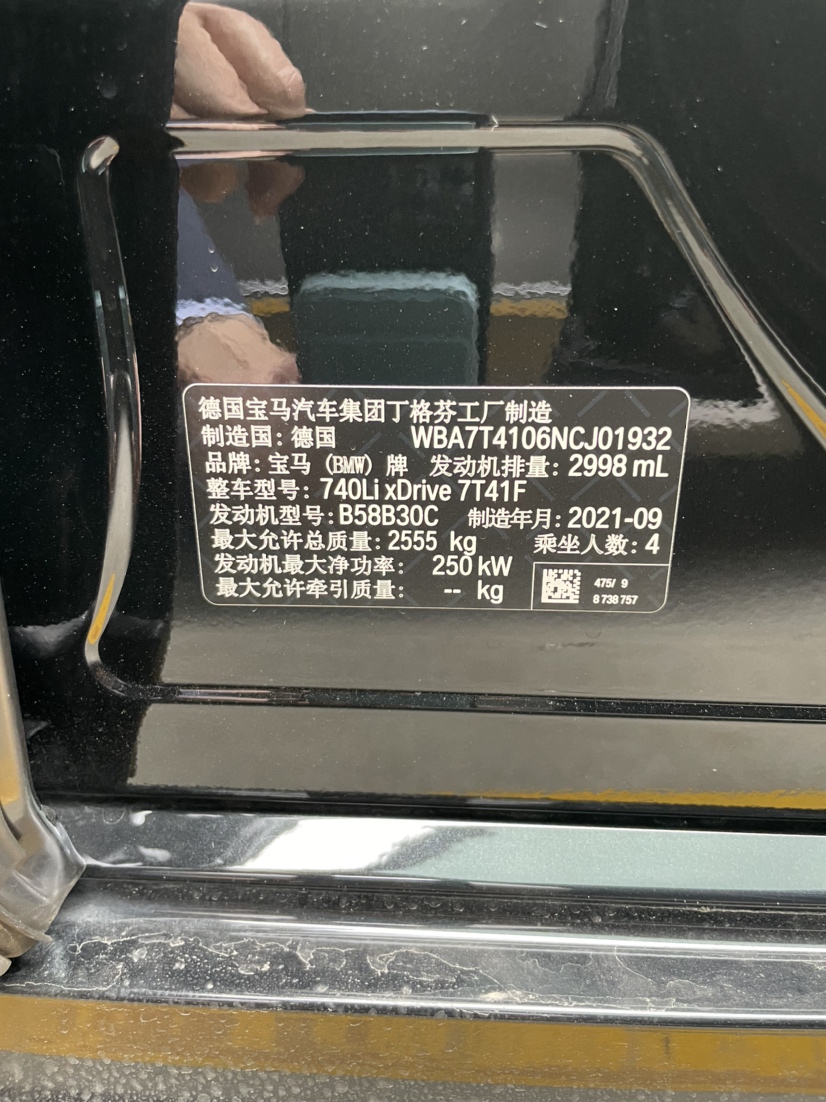 德国宝马汽车集团丁格芬工厂制造
制造国: 德国 WBA7T4106NCJ01932
品牌: 宝马 (BMW) 牌 发动机排量: 2998 mL
整车型号: 740Li xDrive 7T41F
发动机型号: B58B30C 制造年月: 2021-09
最大允许总质量: 2555 kg 乘坐人数: 4
发动机最大净功率: 250 kW
最大允许牵引质量: -- kg
475/ 9
8 738 757